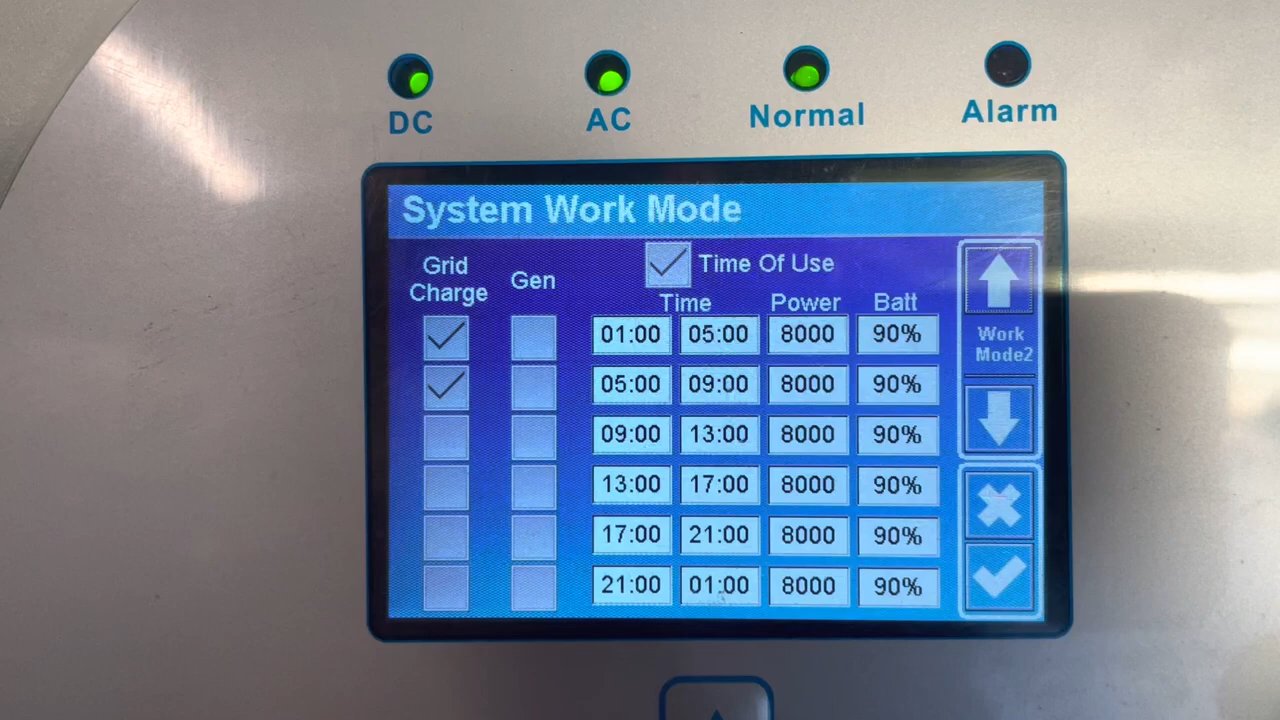 DC AC Normal Alarm
System Work Mode
Grid Charge Gen Time Of Use
Time Power Batt
01:00 05:00 8000 90%
05:00 09:00 8000 90%
09:00 13:00 8000 90%
13:00 17:00 8000 90%
17:00 21:00 8000 90%
21:00 01:00 8000 90%
Work
Mode2